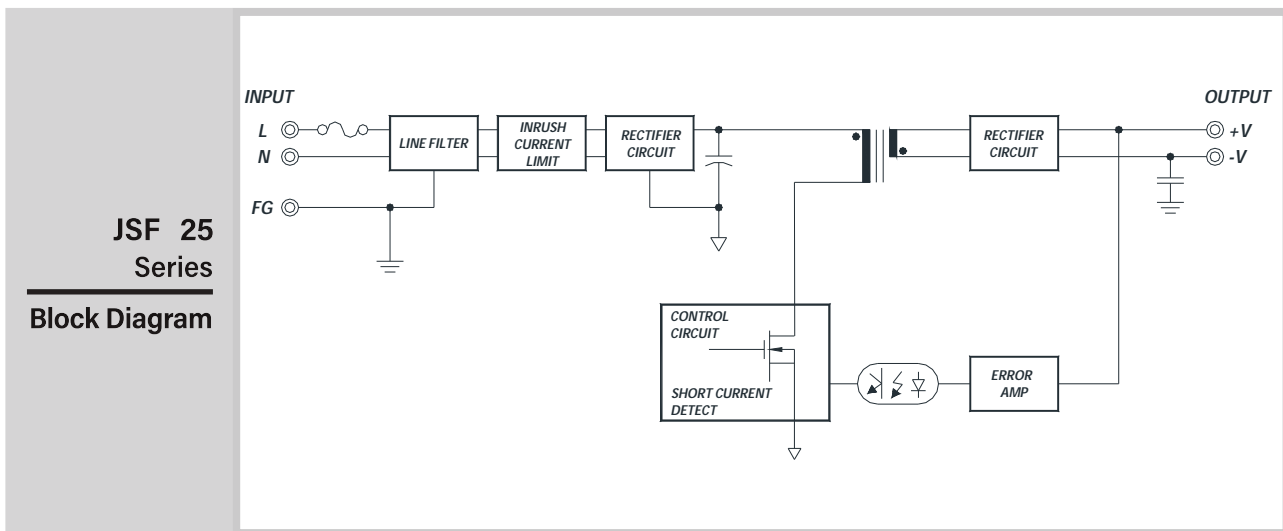 JSF 25
Series
Block Diagram
INPUT
L
N
FG
LINE FILTER
INRUSH
CURRENT
LIMIT
RECTIFIER
CIRCUIT
RECTIFIER
CIRCUIT
OUTPUT
+V
-V
CONTROL
CIRCUIT
SHORT CURRENT
DETECT
ERROR
AMP